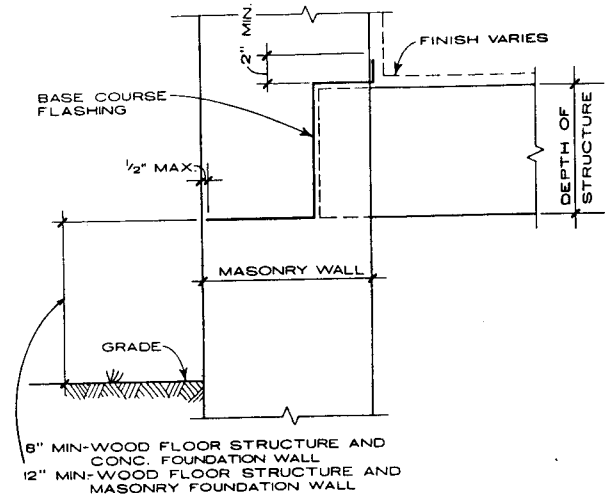 2" MIN.
FINISH VARIES
BASE COURSE
FLASHING
DEPTH OF
STRUCTURE
1/2" MAX.
MASONRY WALL
GRADE
8" MIN-WOOD FLOOR STRUCTURE AND
CONC. FOUNDATION WALL
12" MIN-WOOD FLOOR STRUCTURE AND
MASONRY FOUNDATION WALL